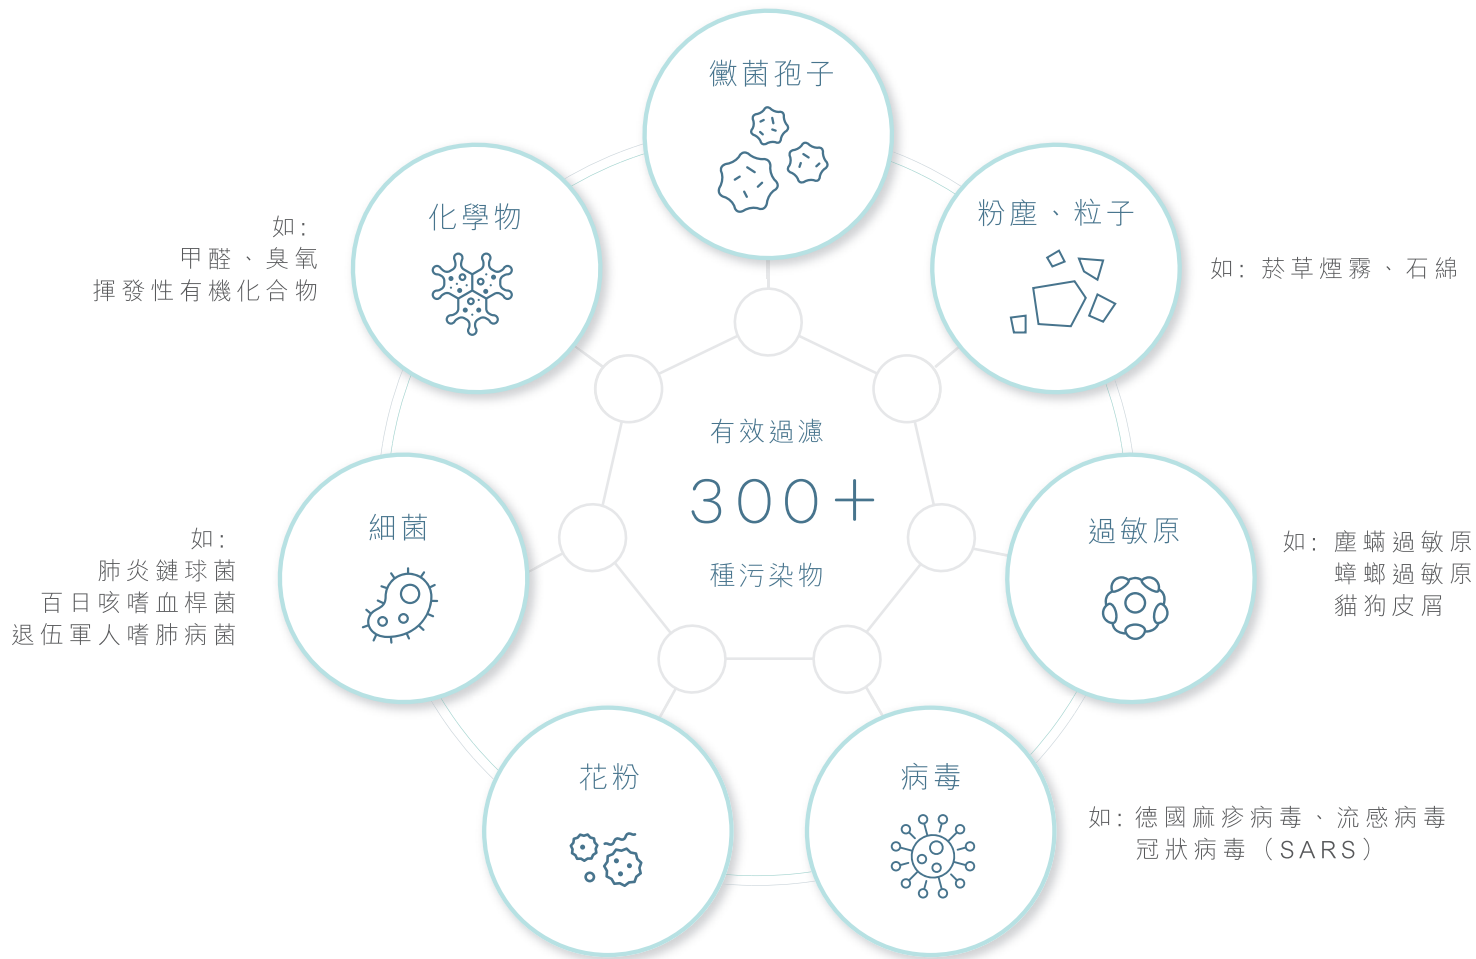 黴菌孢子
粉塵、粒子
如: 菸草煙霧、石綿
過敏原
如: 塵蟎過敏原
蟑螂過敏原
貓狗皮屑
病毒
如: 德國麻疹病毒、流感病毒
冠狀病毒（SARS）
花粉
細菌
如:
肺炎鏈球菌
百日咳嗜血桿菌
退伍軍人嗜肺病菌
化學物
如:
甲醛、臭氧
揮發性有機化合物
有效過濾
300+
種污染物